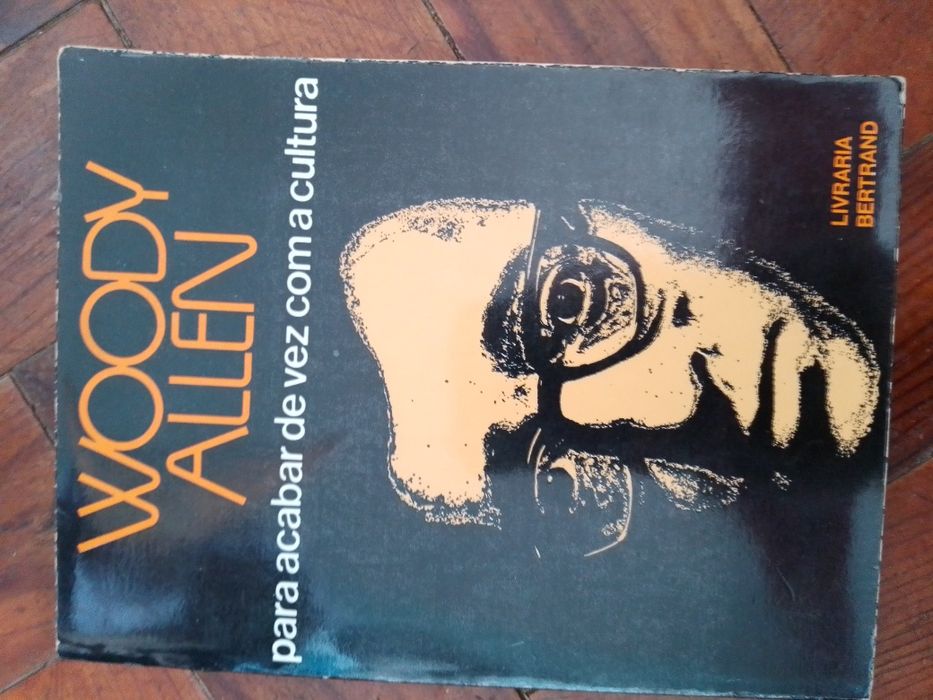 WOODY
ALLEN
para acabar de vez com a cultura
LIVRARIA
BERTRAND